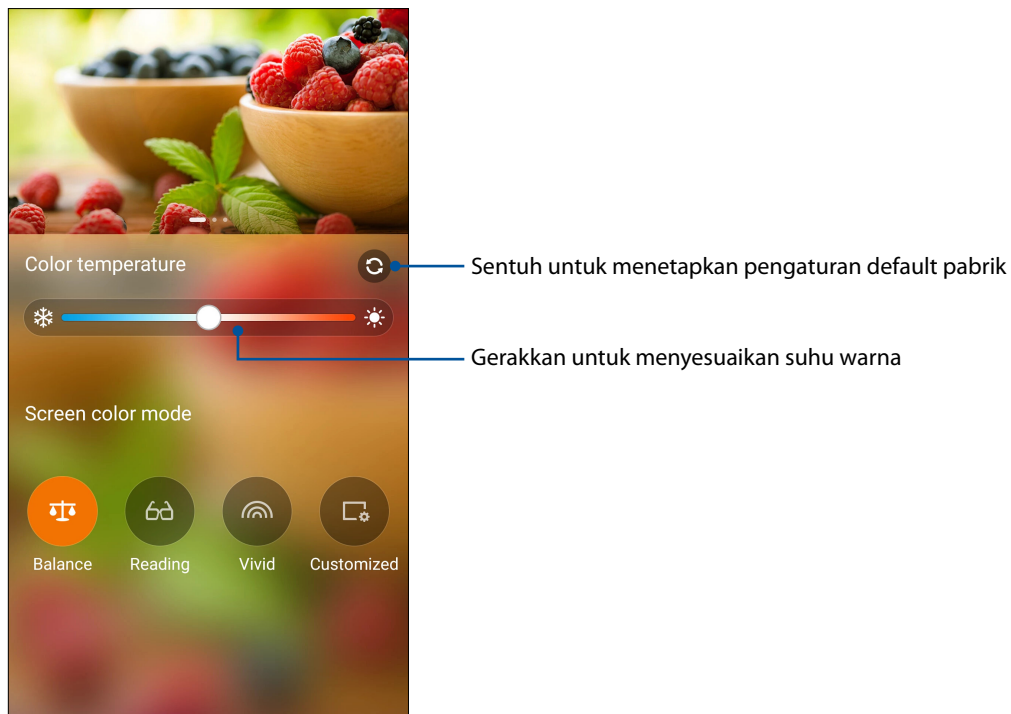 Color temperature
Sentuh untuk menetapkan pengaturan default pabrik
Gerakkan untuk menyesuaikan suhu warna
Screen color mode
Balance
Reading
Vivid
Customized